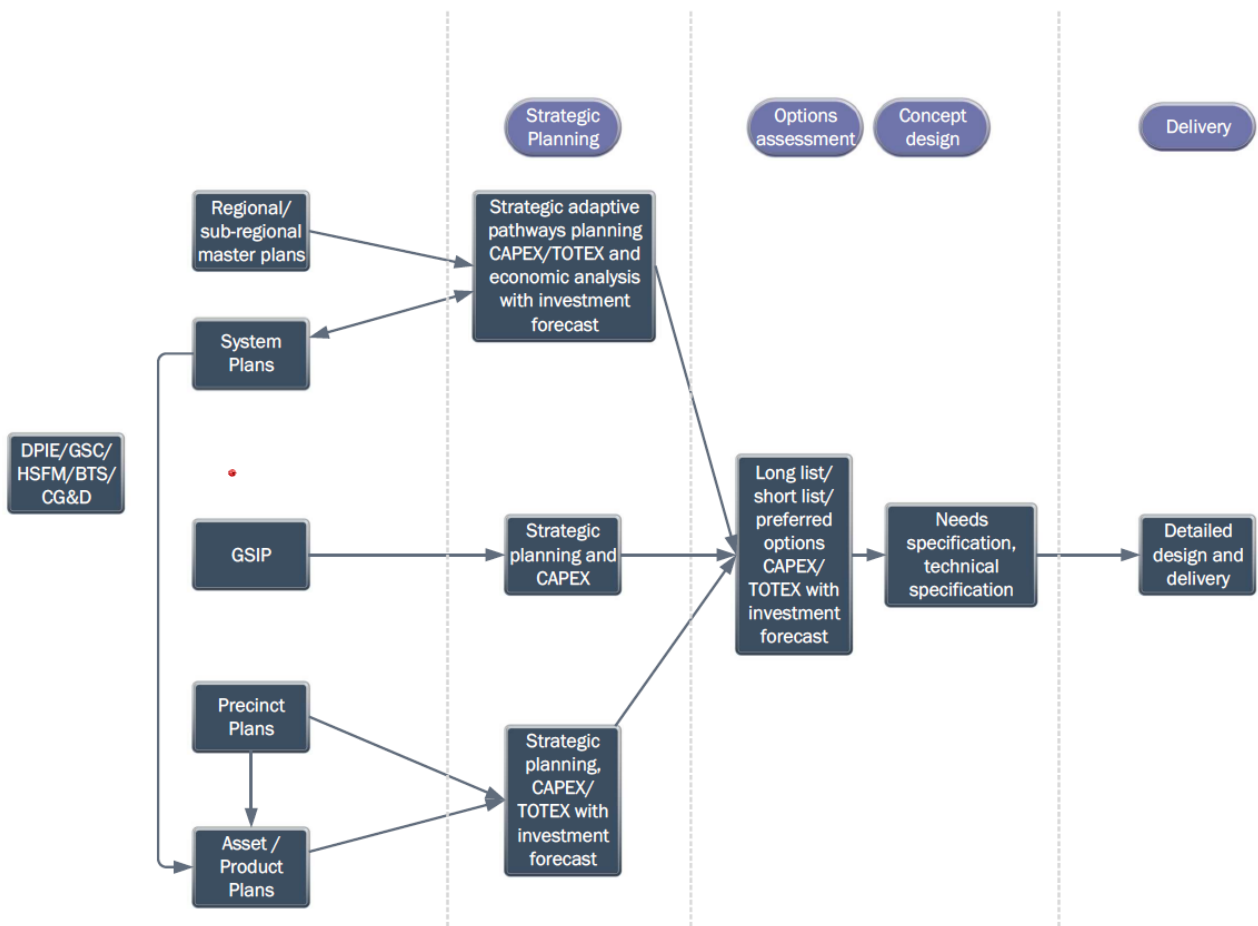 Strategic
Planning
Options
assessment
Concept
design
Delivery
Regional/
sub-regional
master plans
Strategic adaptive
pathways planning
CAPEX/TOTEX and
economic analysis
with investment
forecast
System
Plans
DPIE/GSC/
HSFM/BTS/
CG&D
GSIP
Strategic
planning and
CAPEX
Long list/
short list/
preferred
options
CAPEX/
TOTEX with
investment
forecast
Needs
specification,
technical
specification
Detailed
design and
delivery
Precinct
Plans
Strategic
planning,
CAPEX/
TOTEX with
investment
forecast
Asset /
Product
Plans